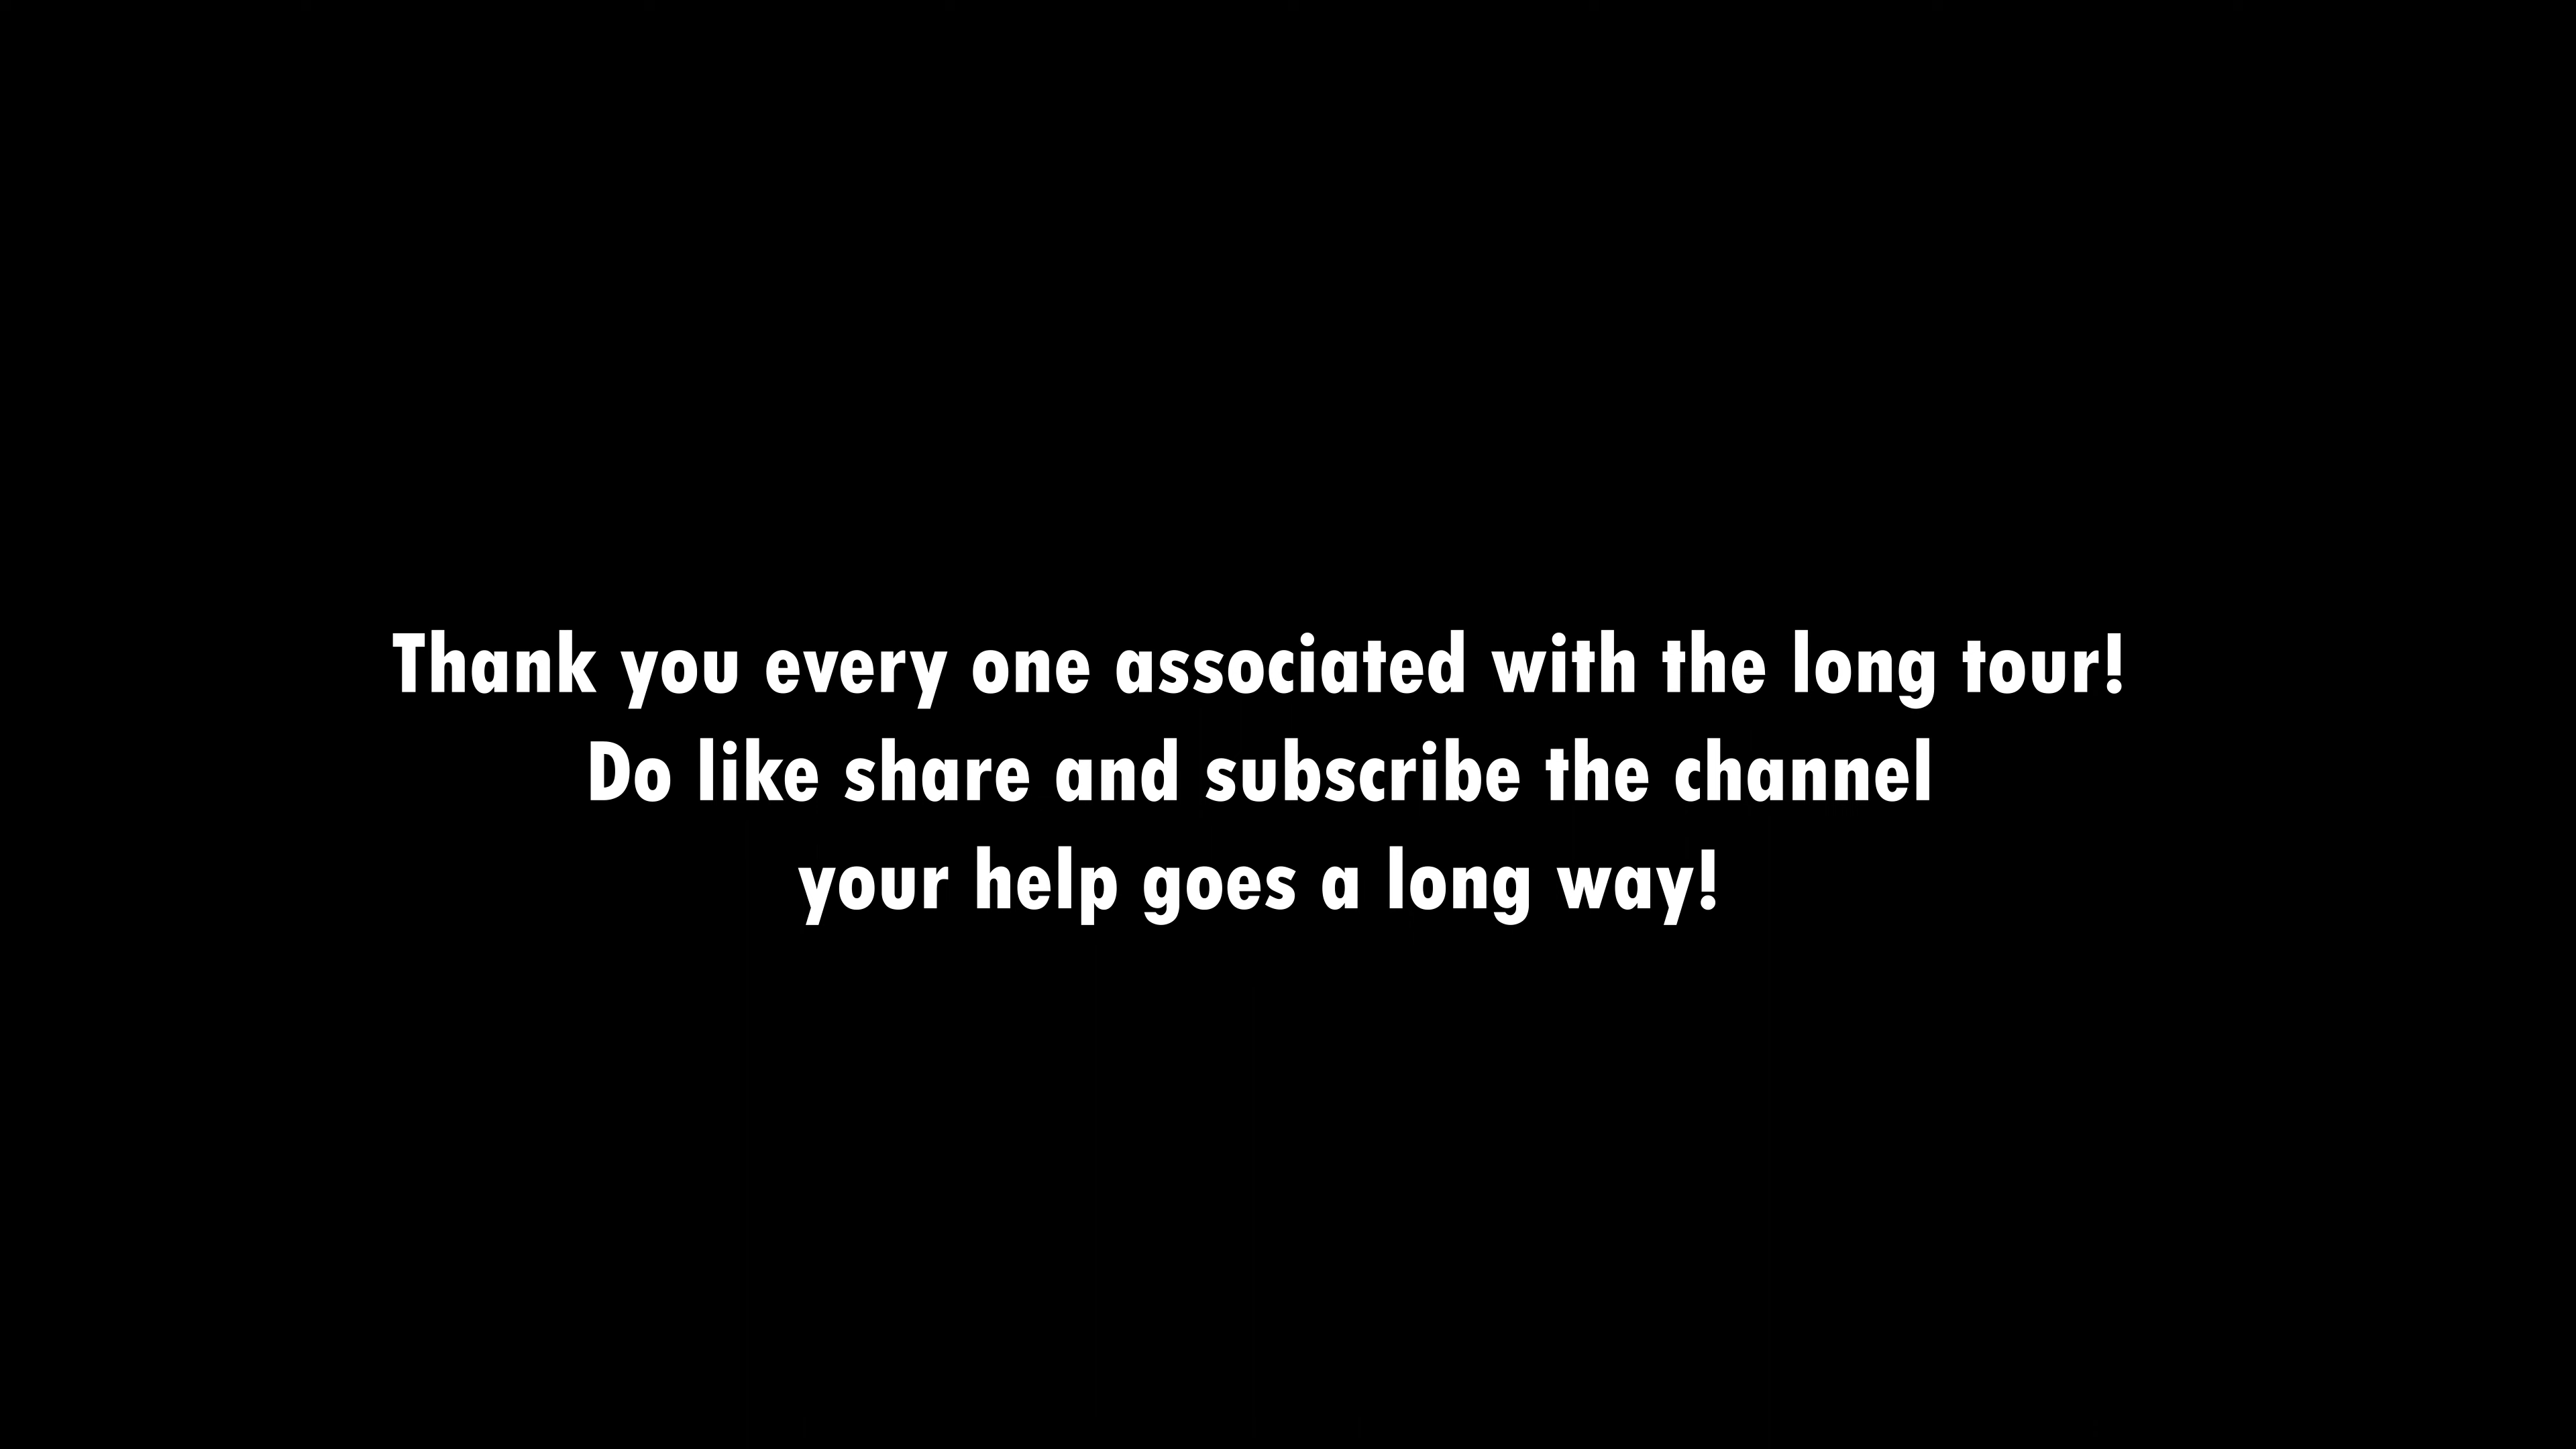 Thank you every one associated with the long tour!
Do like share and subscribe the channel
your help goes a long way!